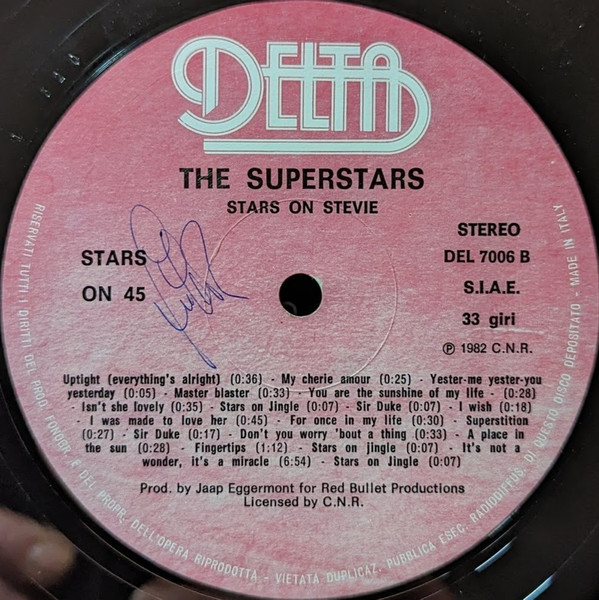 DELTA
THE SUPERSTARS
STARS ON STEVIE
STARS
ON 45
STEREO
DEL 7006 B
S.I.A.E.
33 giri
℗ 1982 C.N.R.
Uptight (everything's alright) (0:36) - My cherie amour (0:25) - Yester-me yester-you
yesterday (0:05) - Master blaster (0:33) - You are the sunshine of my life - (0:28)
- Isn't she lovely (0:35) - Stars on Jingle (0:07) - Sir Duke (0:07) - I wish (0:18)
- I was made to love her (0:45) - For once in my life (0:30) - Superstition
(0:27) - Sir Duke (0:17) - Don't you worry 'bout a thing (0:33) - A place in
the sun (0:28) - Fingertips (1:12) - Stars on jingle (0:07) - It's not a
wonder, it's a miracle (6:54) - Stars on Jingle (0:07)
Prod. by Jaap Eggermont for Red Bullet Productions
Licensed by C.N.R.
RISERVATI TUTTI I DIRITTI DEL PROD. FONOGR. E DEL PROPR. DELL'OPERA RIPRODOTTA - VIETATA DUPLICAZ. PUBBLICA ESEC. RADIODIFFUS. DI QUESTO DISCO DEPOSITATO - MADE IN ITALY